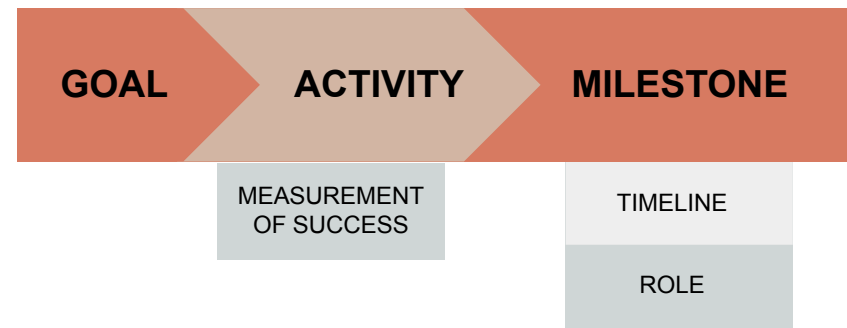 GOAL
ACTIVITY
MILESTONE
MEASUREMENT
OF SUCCESS
TIMELINE
ROLE